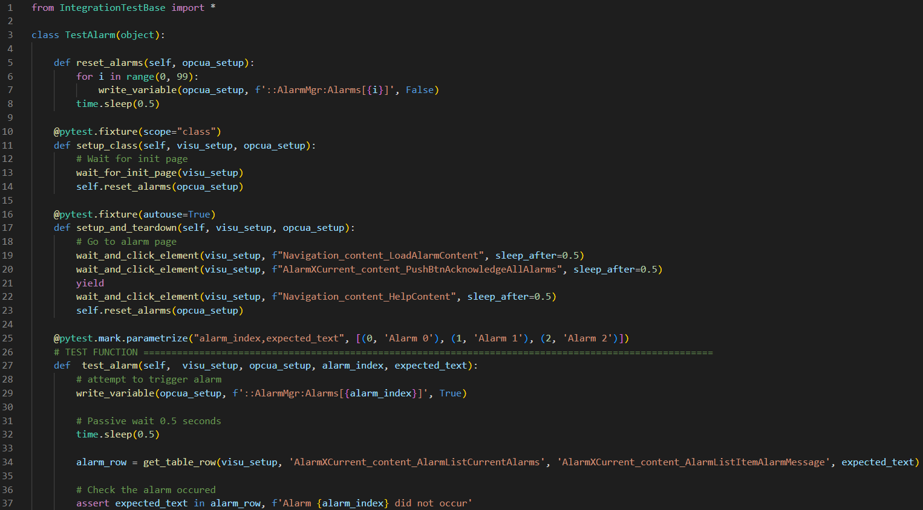 1 from IntegrationTestBase import *
2
3 class TestAlarm(object):
4
5     def reset_alarms(self, opcua_setup):
6         for i in range(0, 99):
7             write_variable(opcua_setup, f'::AlarmMgr:Alarms[{i}]', False)
8         time.sleep(0.5)
9
10     @pytest.fixture(scope="class")
11     def setup_class(self, visu_setup, opcua_setup):
12         # Wait for init page
13         wait_for_init_page(visu_setup)
14         self.reset_alarms(opcua_setup)
15
16     @pytest.fixture(autouse=True)
17     def setup_and_teardown(self, visu_setup, opcua_setup):
18         # Go to alarm page
19         wait_and_click_element(visu_setup, f"Navigation_content_LoadAlarmContent", sleep_after=0.5)
20         wait_and_click_element(visu_setup, f"AlarmXCurrent_content_PushBtnAcknowledgeAllAlarms", sleep_after=0.5)
21         yield
22         wait_and_click_element(visu_setup, f"Navigation_content_HelpContent", sleep_after=0.5)
23         self.reset_alarms(opcua_setup)
24
25     @pytest.mark.parametrize("alarm_index,expected_text", [(0, 'Alarm 0'), (1, 'Alarm 1'), (2, 'Alarm 2')])
26     # TEST FUNCTION =====================================================================================================
27     def  test_alarm(self,  visu_setup, opcua_setup, alarm_index, expected_text):
28         # attempt to trigger alarm
29         write_variable(opcua_setup, f'::AlarmMgr:Alarms[{alarm_index}]', True)
30
31         # Passive wait 0.5 seconds
32         time.sleep(0.5)
33
34         alarm_row = get_table_row(visu_setup, 'AlarmXCurrent_content_AlarmListCurrentAlarms', 'AlarmXCurrent_content_AlarmListItemAlarmMessage', expected_text)
35
36         # Check the alarm occured
37         assert expected_text in alarm_row, f'Alarm {alarm_index} did not occur'